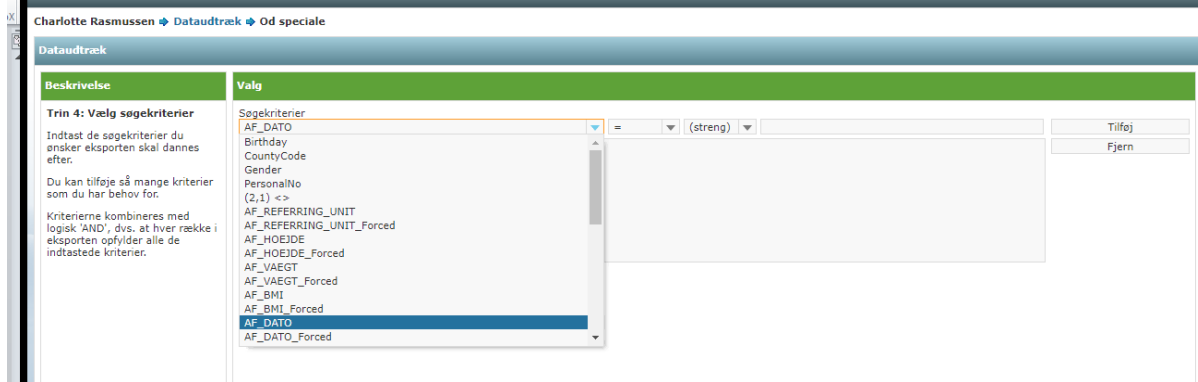 Charlotte Rasmussen Dataudtræk Od speciale
Dataudtræk
Beskrivelse
Trin 4: Vælg søgekriterier
Indtast de søgekriterier du
ønsker eksporten skal dannes
efter.
Du kan tilføje så mange kriterier
som du har behov for.
Kriterierne kombineres med
logisk 'AND', dvs. at hver række i
eksporten opfylder alle de
indtastede kriterier.
Valg
Søgekriterier
AF_DATO = (streng) Tilføj
Fjern
Birthday
CountyCode
Gender
PersonalNo
(2,1) <>
AF_REFERRING_UNIT
AF_REFERRING_UNIT_Forced
AF_HOEJDE
AF_HOEJDE_Forced
AF_VAEGT
AF_VAEGT_Forced
AF_BMI
AF_BMI_Forced
AF_DATO
AF_DATO_Forced